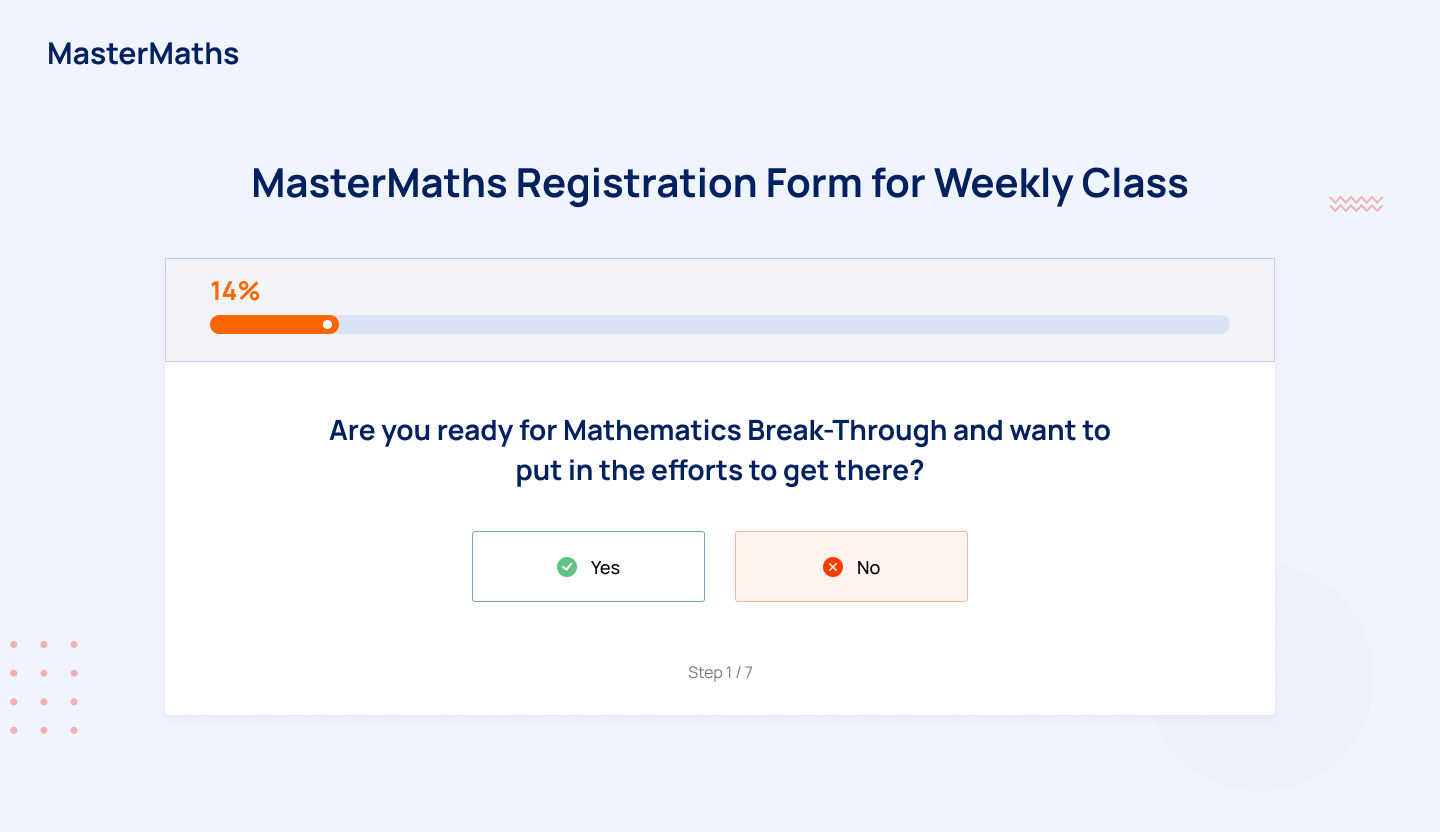 MasterMaths
MasterMaths Registration Form for Weekly Class
14%
Are you ready for Mathematics Break-Through and want to
put in the efforts to get there?
Yes
No
Step 1 / 7